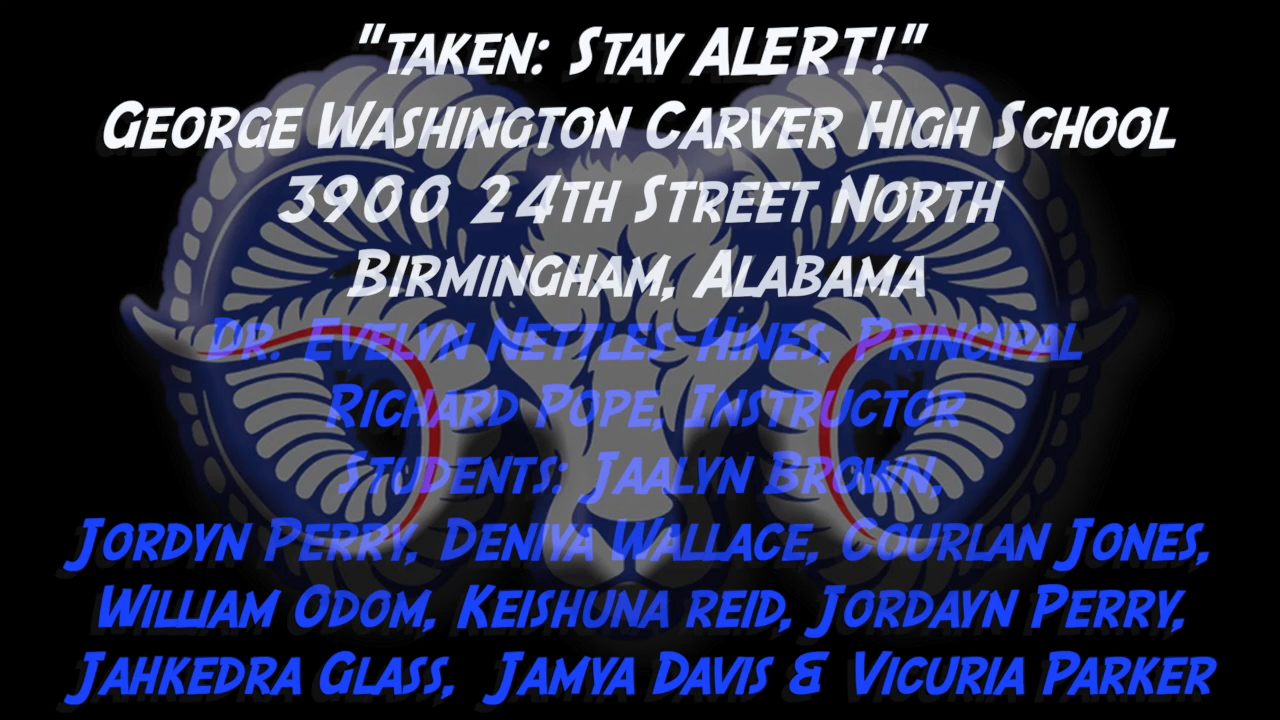 "TAKEN: STAY ALERT!"
GEORGE WASHINGTON CARVER HIGH SCHOOL
3900 24TH STREET NORTH
BIRMINGHAM, ALABAMA
DR. EVELYN NETTLES-HINES, PRINCIPAL
RICHARD POPE, INSTRUCTOR
STUDENTS: JAALYN BROWN,
JORDYN PERRY, DENIYA WALLACE, COURLAN JONES,
WILLIAM ODOM, KEISHUNA REID, JORDAYN PERRY,
JAHKEDRA GLASS, JAMYA DAVIS & VICURIA PARKER